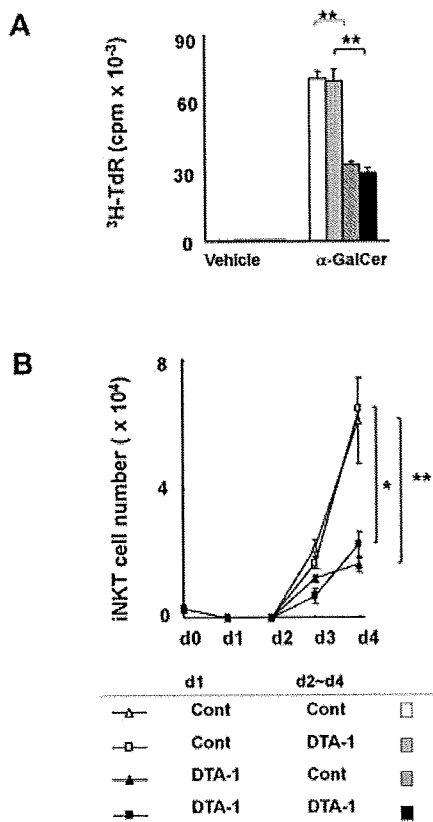 A
**
**
90
60
30
0
³H-TdR (cpm x 10⁻³)
Vehicle α-GalCer
B
8
4
0
iNKT cell number ( x 10⁴)
*
**
d0 d1 d2 d3 d4
d1 d2~d4
Cont Cont
Cont DTA-1
DTA-1 Cont
DTA-1 DTA-1